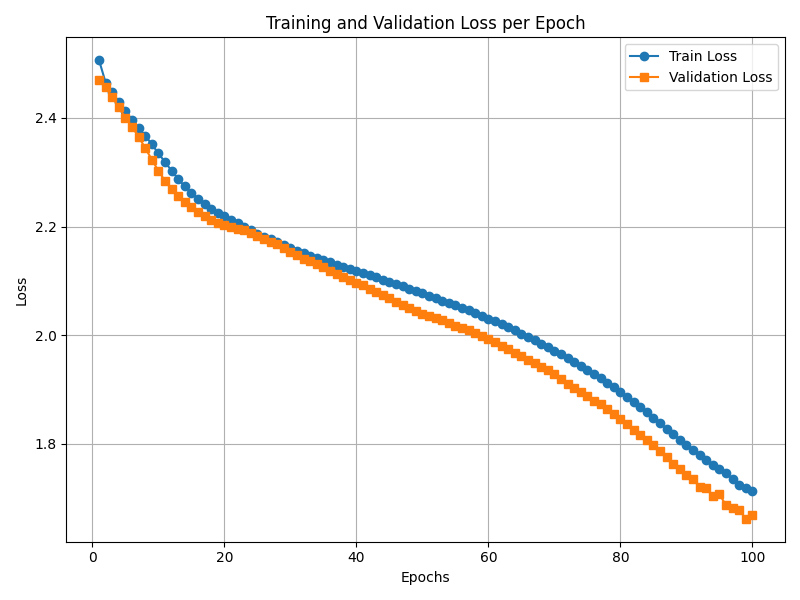 Training and Validation Loss per Epoch
Train Loss
Validation Loss
2.4
2.2
2.0
1.8
Loss
0 20 40 60 80 100
Epochs